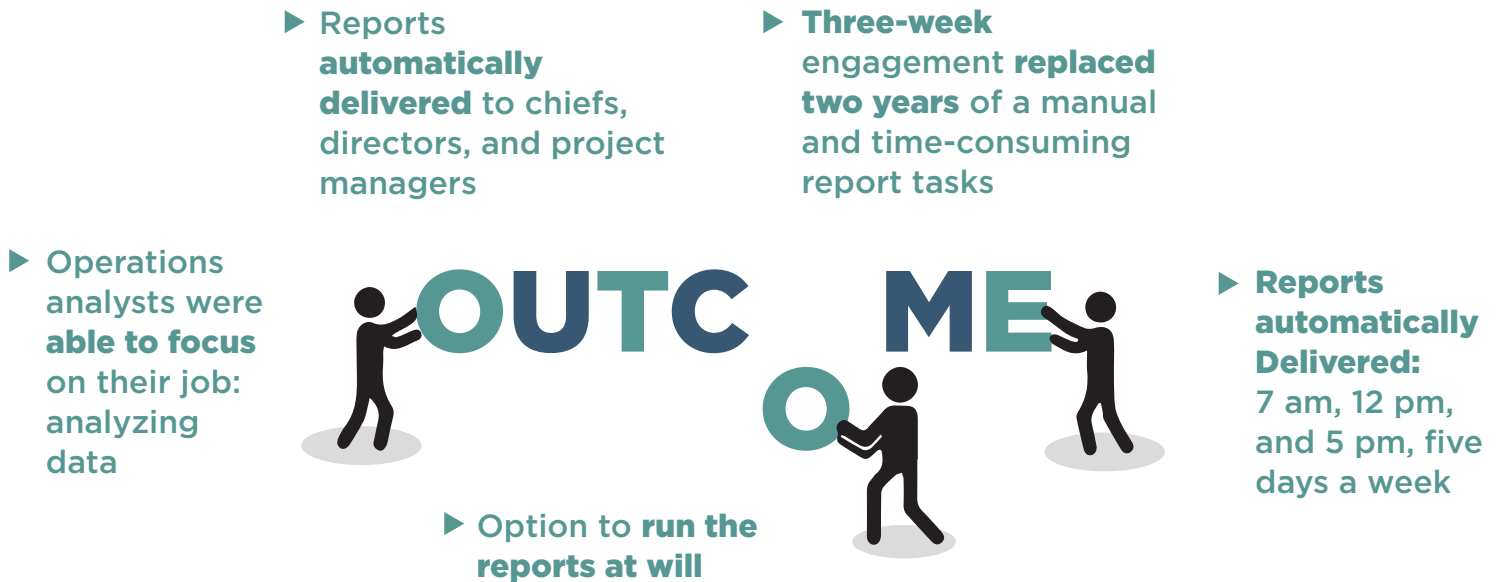 Reports
automatically
delivered to chiefs,
directors, and project
managers
Three-week
engagement replaced
two years of a manual
and time-consuming
report tasks
Operations
analysts were
able to focus
on their job:
analyzing
data
OUTC ME
O
Reports
automatically
Delivered:
7 am, 12 pm,
and 5 pm, five
days a week
Option to run the
reports at will